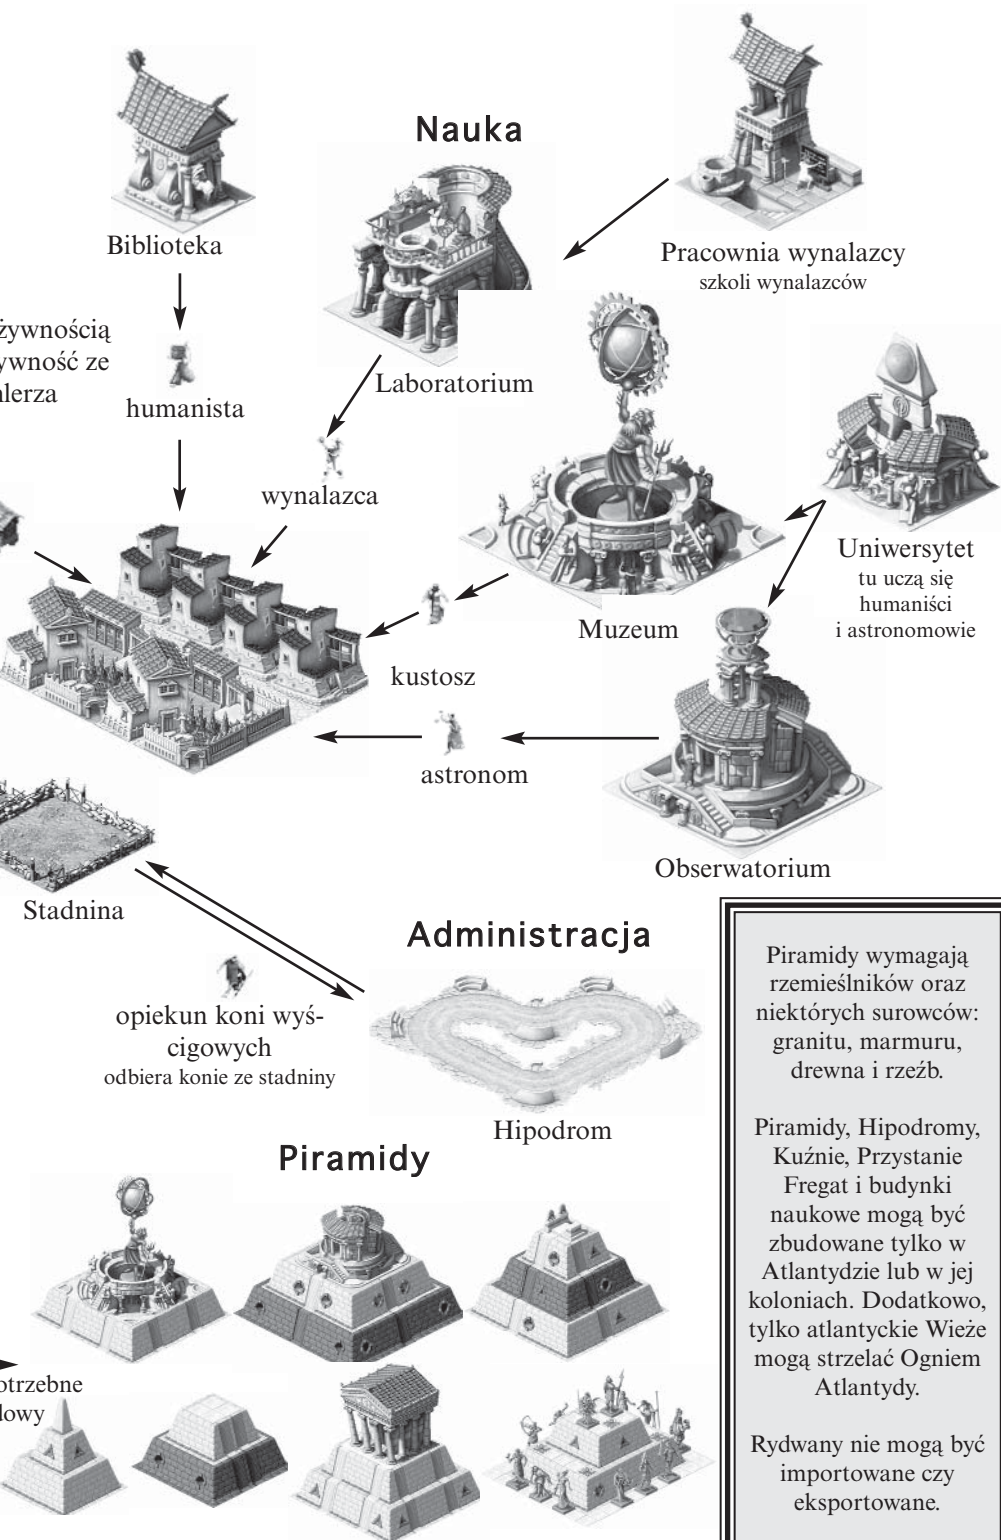 Nauka
Biblioteka
Pracownia wynalazcy
szkoli wynalazców
żywnością
żywność ze
Laboratorium
humanista
wynalazca
Uniwersytet
tu uczą się
humaniści
i astronomowie
Muzeum
kustosz
astronom
Obserwatorium
Stadnina
Administracja
opiekun koni wyś-
cigowych
odbiera konie ze stadniny
Hipodrom
Piramidy
Piramidy wymagają
rzemieślników oraz
niektórych surowców:
granitu, marmuru,
drewna i rzeźb.
Piramidy, Hipodromy,
Kuźnie, Przystanie
Fregat i budynki
naukowe mogą być
zbudowane tylko w
Atlantydzie lub w jej
koloniach. Dodatkowo,
tylko atlantyckie Wieże
mogą strzelać Ogniem
Atlantydy.
Rydwany nie mogą być
importowane czy
eksportowane.